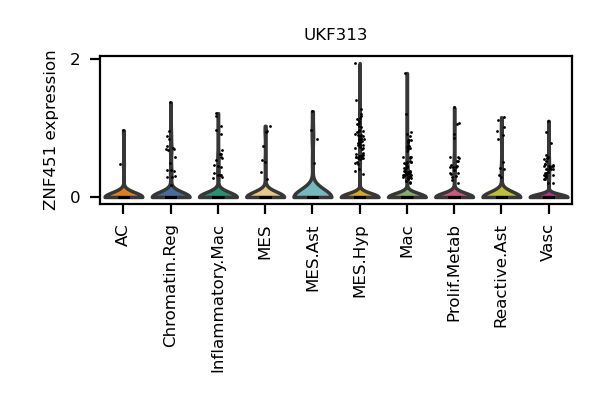 UKF313
ZNF451 expression
2
0
AC
Chromatin.Reg
Inflammatory.Mac
MES
MES.Ast
MES.Hyp
Mac
Prolif.Metab
Reactive.Ast
Vasc